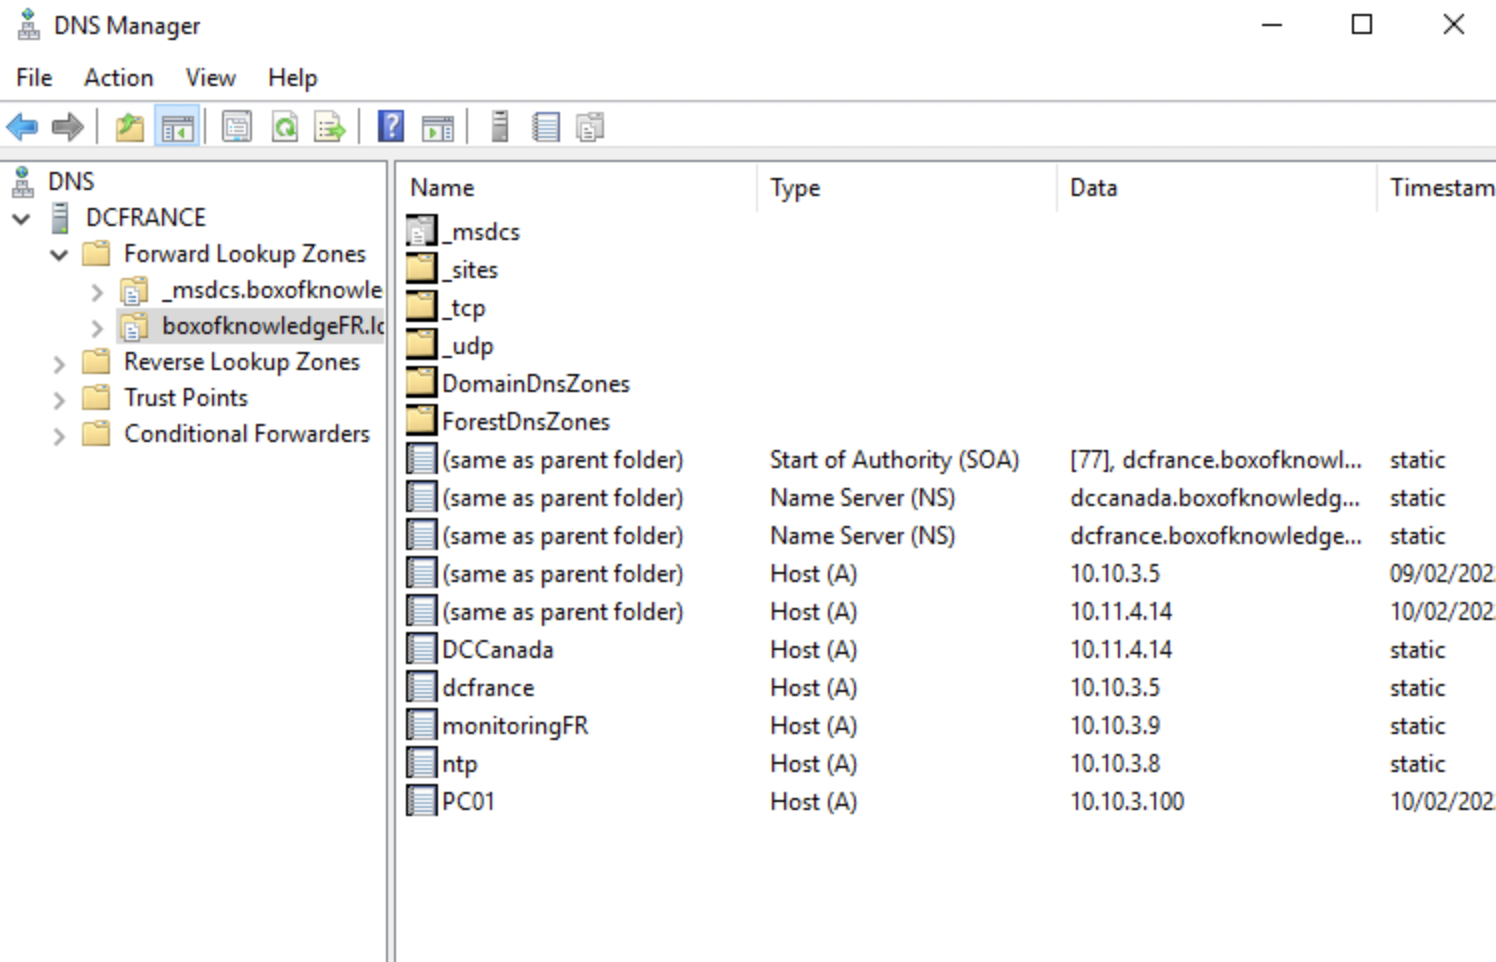 DNS Manager
File Action View Help
DNS
DCFRANCE
Forward Lookup Zones
_msdcs.boxofknowle
boxofknowledgeFR.lc
Reverse Lookup Zones
Trust Points
Conditional Forwarders
Name Type Data Timestam
_msdcs
_sites
_tcp
_udp
DomainDnsZones
ForestDnsZones
(same as parent folder) Start of Authority (SOA) [77], dcfrance.boxofknowl... static
(same as parent folder) Name Server (NS) dccanada.boxofknowledg... static
(same as parent folder) Name Server (NS) dcfrance.boxofknowledge... static
(same as parent folder) Host (A) 10.10.3.5 09/02/202
(same as parent folder) Host (A) 10.11.4.14 10/02/202
DCCanada Host (A) 10.11.4.14 static
dcfrance Host (A) 10.10.3.5 static
monitoringFR Host (A) 10.10.3.9 static
ntp Host (A) 10.10.3.8 static
PC01 Host (A) 10.10.3.100 10/02/202